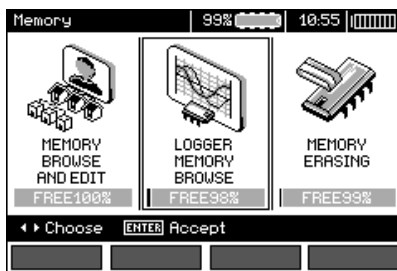 Memory 99% 10:55
MEMORY
BROWSE
AND EDIT
FREE100%
LOGGER
MEMORY
BROWSE
FREE98%
MEMORY
ERASING
FREE99%
Choose ENTER Accept